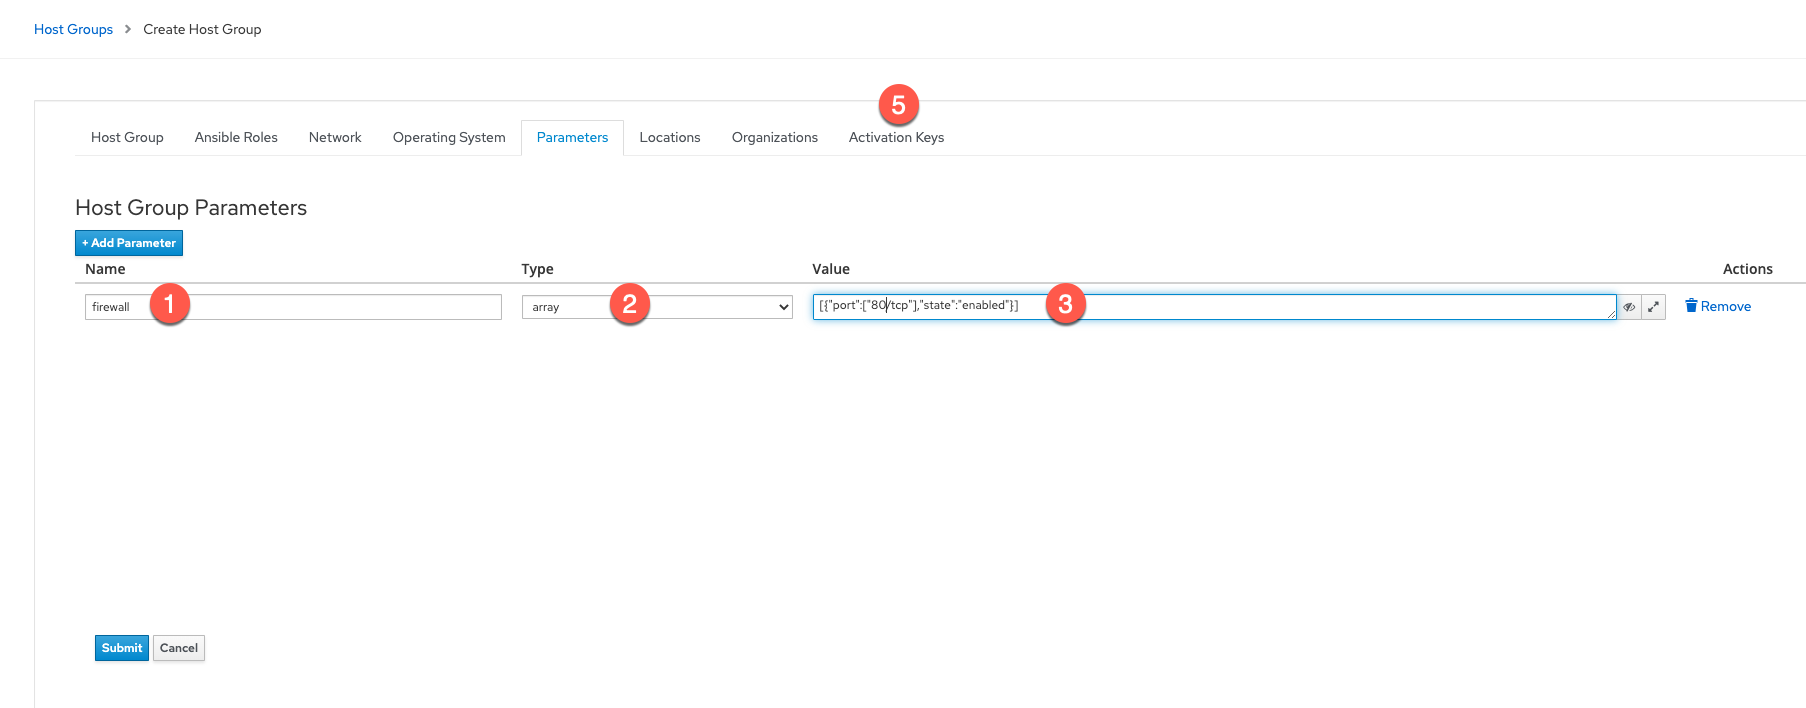 Host Groups > Create Host Group
5
Host Group Ansible Roles Network Operating System Parameters Locations Organizations Activation Keys
Host Group Parameters
+ Add Parameter
Name Type Value Actions
firewall 1 array 2 [{"port":["80/tcp"],"state":"enabled"}] 3 Remove
Submit Cancel